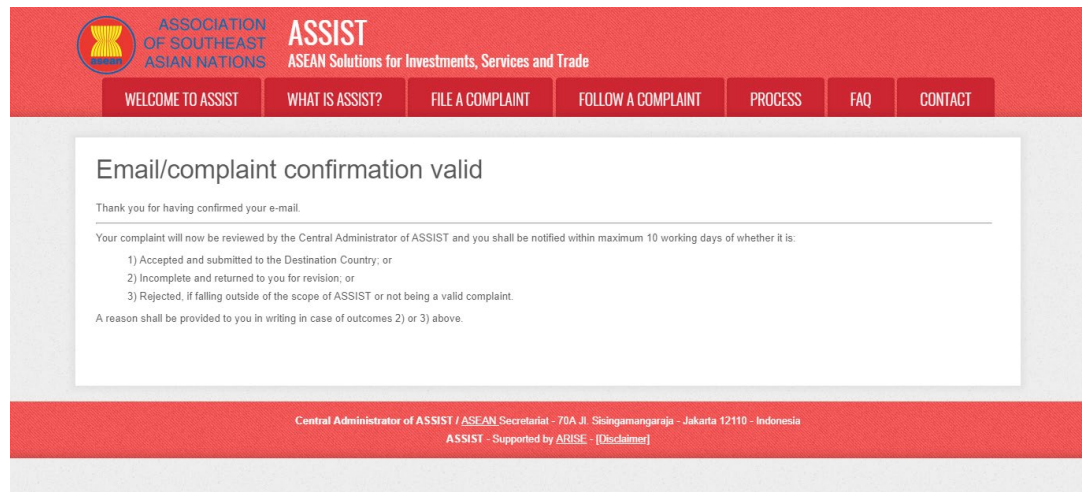 asean
ASSOCIATION
OF SOUTHEAST
ASIAN NATIONS
ASSIST
ASEAN Solutions for Investments, Services and Trade
WELCOME TO ASSIST
WHAT IS ASSIST?
FILE A COMPLAINT
FOLLOW A COMPLAINT
PROCESS
FAQ
CONTACT
Email/complaint confirmation valid
Thank you for having confirmed your e-mail.
Your complaint will now be reviewed by the Central Administrator of ASSIST and you shall be notified within maximum 10 working days of whether it is:
1) Accepted and submitted to the Destination Country; or
2) Incomplete and returned to you for revision; or
3) Rejected, if falling outside of the scope of ASSIST or not being a valid complaint.
A reason shall be provided to you in writing in case of outcomes 2) or 3) above.
Central Administrator of ASSIST / ASEAN Secretariat - 70A Jl. Sisingamangaraja - Jakarta 12110 - Indonesia
ASSIST - Supported by ARISE - [Disclaimer]